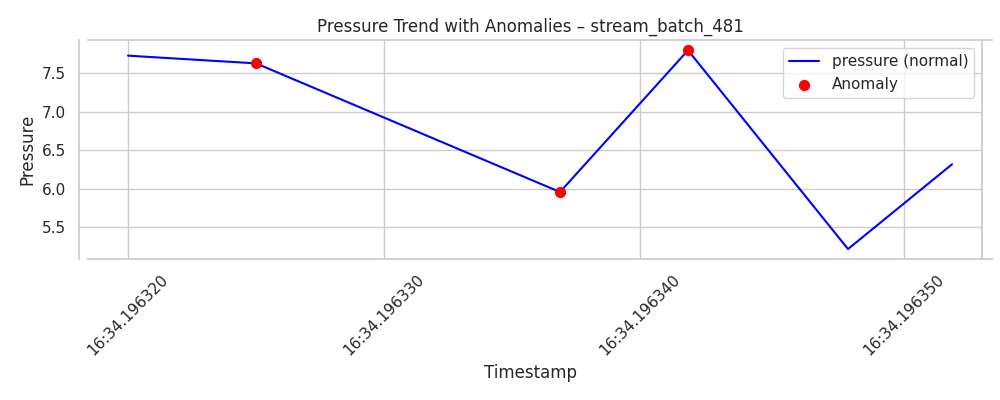 Pressure Trend with Anomalies – stream_batch_481
pressure (normal)
Anomaly
Pressure
7.5
7.0
6.5
6.0
5.5
16:34.196320
16:34.196330
16:34.196340
16:34.196350
Timestamp